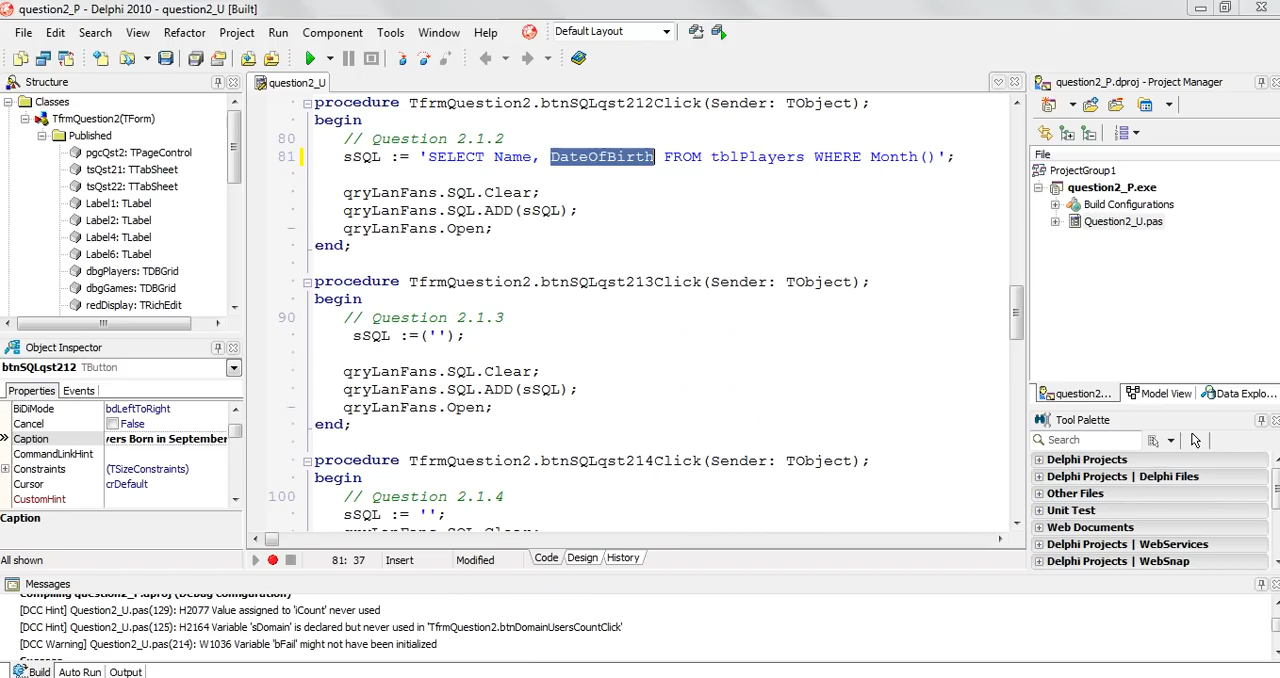 question2_P - Delphi 2010 - question2_U [Built]
File Edit Search View Refactor Project Run Component Tools Window Help Default Layout
Structure
question2_U
question2_P.dproj - Project Manager
Classes
TfrmQuestion2(TForm)
Published
pgcQst2: TPageControl
tsQst21: TTabSheet
tsQst22: TTabSheet
Label1: TLabel
Label2: TLabel
Label4: TLabel
Label6: TLabel
dbgPlayers: TDBGrid
dbgGames: TDBGrid
redDisplay: TRichEdit
Object Inspector
btnSQLqst212 TButton
Properties Events
BiDiMode bdLeftToRight
Cancel False
Caption vers Born in September
CommandLinkHint
Constraints (TSizeConstraints)
Cursor crDefault
CustomHint
Caption
All shown
procedure TfrmQuestion2.btnSQLqst212Click(Sender: TObject);
begin
80 // Question 2.1.2
81 sSQL := 'SELECT Name, DateOfBirth FROM tblPlayers WHERE Month()';
qryLanFans.SQL.Clear;
qryLanFans.SQL.ADD(sSQL);
qryLanFans.Open;
end;
procedure TfrmQuestion2.btnSQLqst213Click(Sender: TObject);
begin
90 // Question 2.1.3
sSQL :=('');
qryLanFans.SQL.Clear;
qryLanFans.SQL.ADD(sSQL);
qryLanFans.Open;
end;
procedure TfrmQuestion2.btnSQLqst214Click(Sender: TObject);
begin
100 // Question 2.1.4
sSQL := '';
qryLanFans.SQL.Clear;
81: 37 Insert Modified Code Design History
File
ProjectGroup1
question2_P.exe
Build Configurations
Question2_U.pas
question2... Model View Data Explo...
Tool Palette
Search
Delphi Projects
Delphi Projects | Delphi Files
Other Files
Unit Test
Web Documents
Delphi Projects | WebServices
Delphi Projects | WebSnap
Messages
Compiling question2_P.dproj (Debug configuration)
[DCC Hint] Question2_U.pas(129): H2077 Value assigned to 'iCount' never used
[DCC Hint] Question2_U.pas(125): H2164 Variable 'sDomain' is declared but never used in 'TfrmQuestion2.btnDomainUsersCountClick'
[DCC Warning] Question2_U.pas(214): W1036 Variable 'bFail' might not have been initialized
Success
Build Auto Run Output